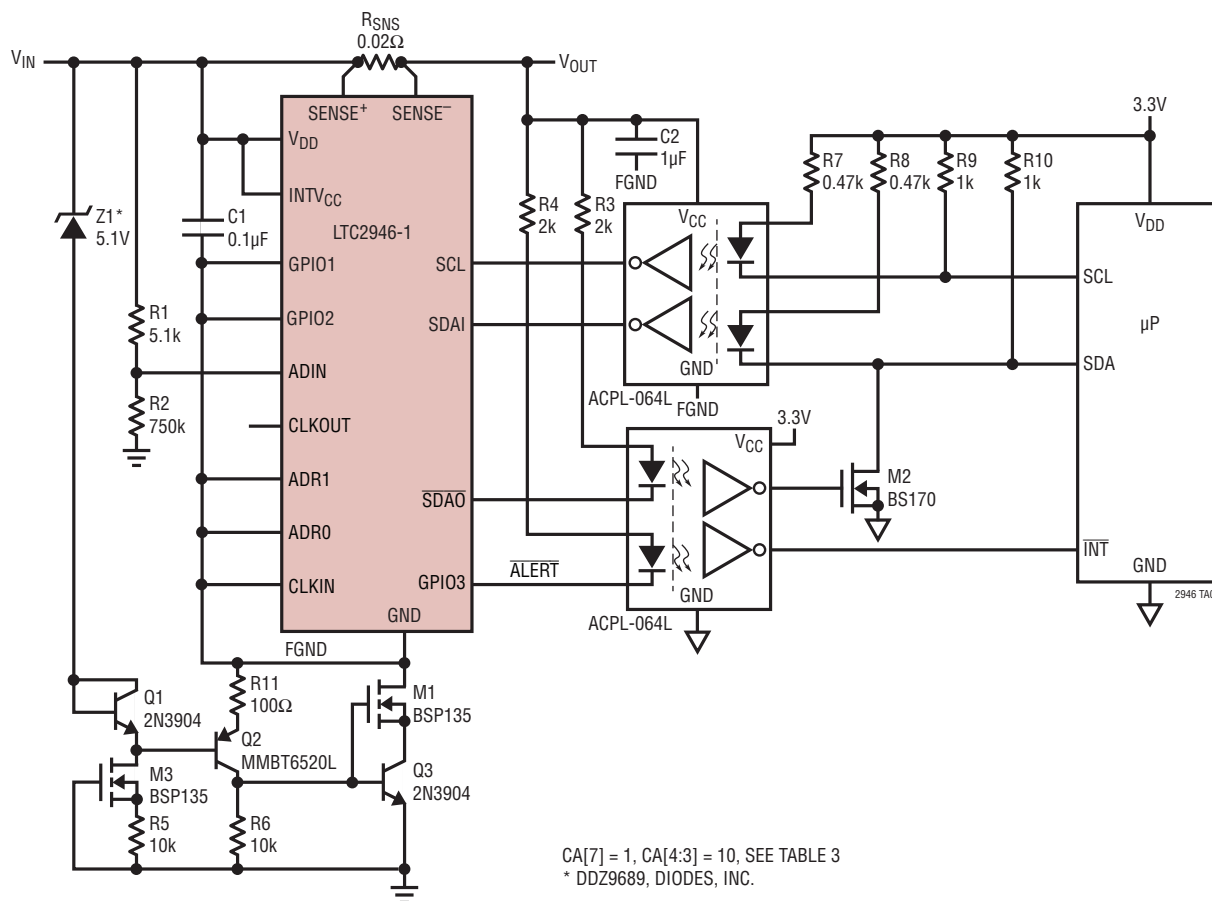 RSNS
0.02Ω
VIN
VOUT
SENSE+
SENSE–
VDD
INTVCC
LTC2946-1
GPIO1
GPIO2
ADIN
CLKOUT
ADR1
ADR0
CLKIN
SCL
SDAI
SDAO
GPIO3
GND
FGND
ALERT
Z1*
5.1V
C1
0.1µF
R1
5.1k
R2
750k
R4
2k
R3
2k
C2
1µF
FGND
VCC
GND
ACPL-064L
FGND
R7
0.47k
R8
0.47k
R9
1k
R10
1k
3.3V
VDD
SCL
µP
SDA
INT
GND
3.3V
VCC
GND
ACPL-064L
M2
BS170
2946 TA0
Q1
2N3904
R11
100Ω
M1
BSP135
Q2
MMBT6520L
M3
BSP135
Q3
2N3904
R5
10k
R6
10k
CA[7] = 1, CA[4:3] = 10, SEE TABLE 3
* DDZ9689, DIODES, INC.